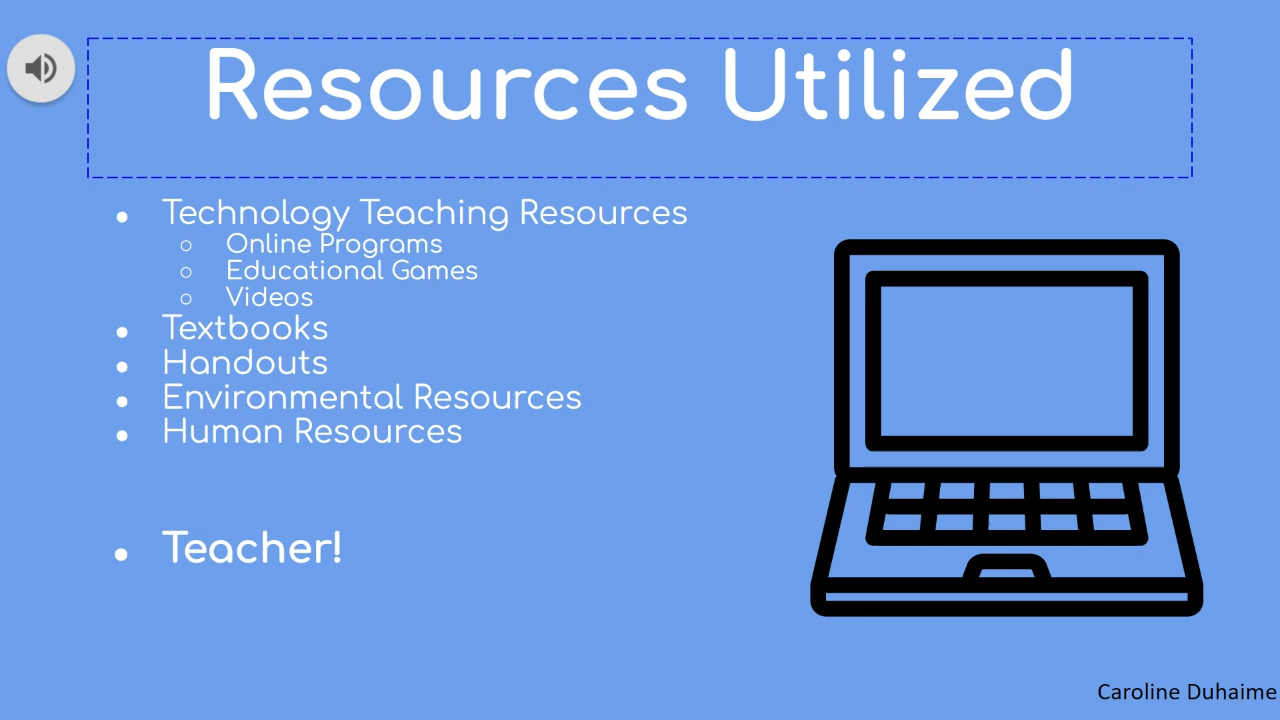 Resources Utilized
● Technology Teaching Resources
○ Online Programs
○ Educational Games
○ Videos
● Textbooks
● Handouts
● Environmental Resources
● Human Resources
● Teacher!
Caroline Duhaime